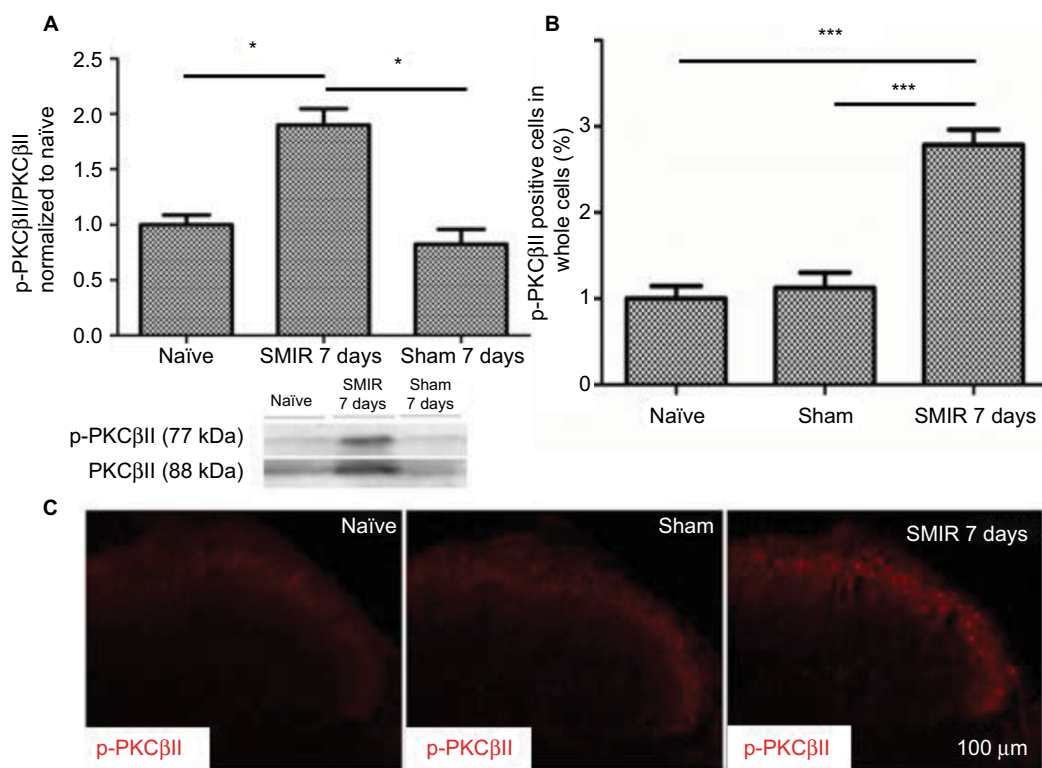 A
p-PKCβII/PKCβII
normalized to naïve
2.5
2.0
1.5
1.0
0.5
0.0
*
*
Naïve
SMIR 7 days
Sham 7 days
Naïve
SMIR
7 days
Sham
7 days
p-PKCβII (77 kDa)
PKCβII (88 kDa)
B
p-PKCβII positive cells in
whole cells (%)
3
2
1
0
***
***
Naïve
Sham
SMIR 7 days
C
Naïve
p-PKCβII
Sham
p-PKCβII
SMIR 7 days
p-PKCβII
100 µm